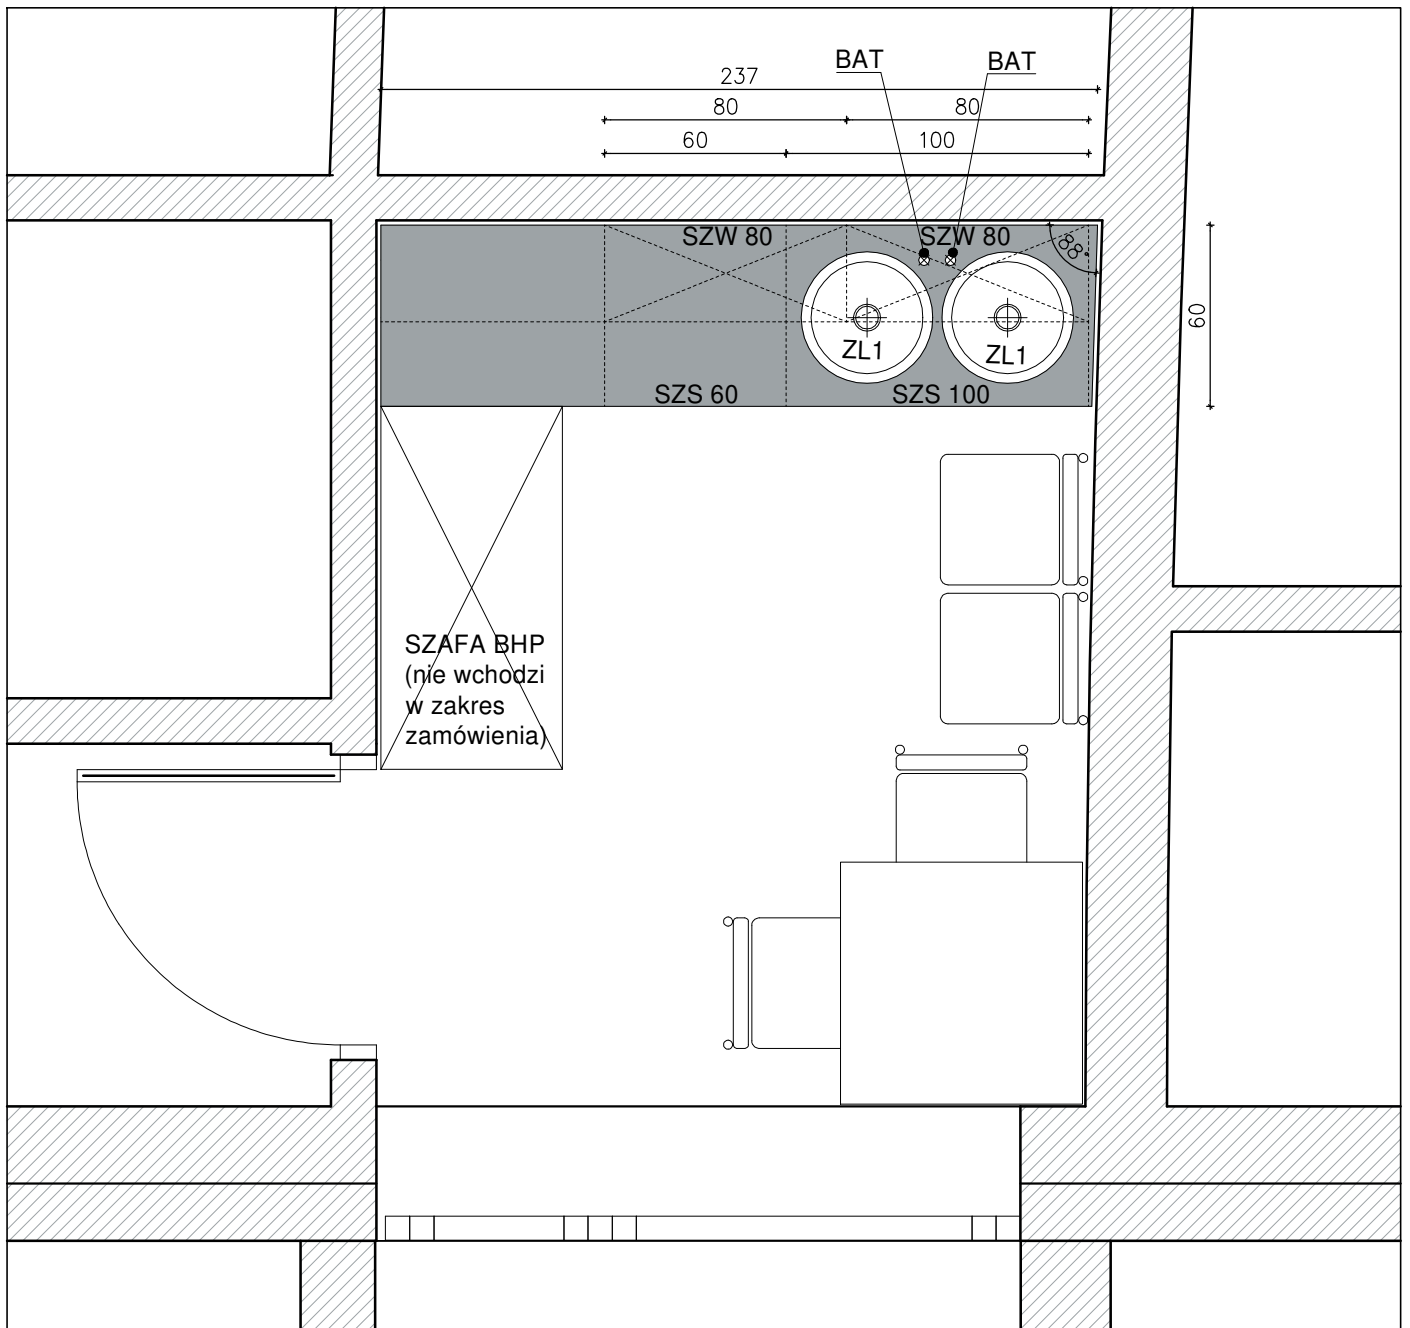 BAT
BAT
237
80
80
60
100
SZW 80
SZW 80
88°
60
ZL1
ZL1
SZS 60
SZS 100
SZAFA BHP
(nie wchodzi
w zakres
zamówienia)